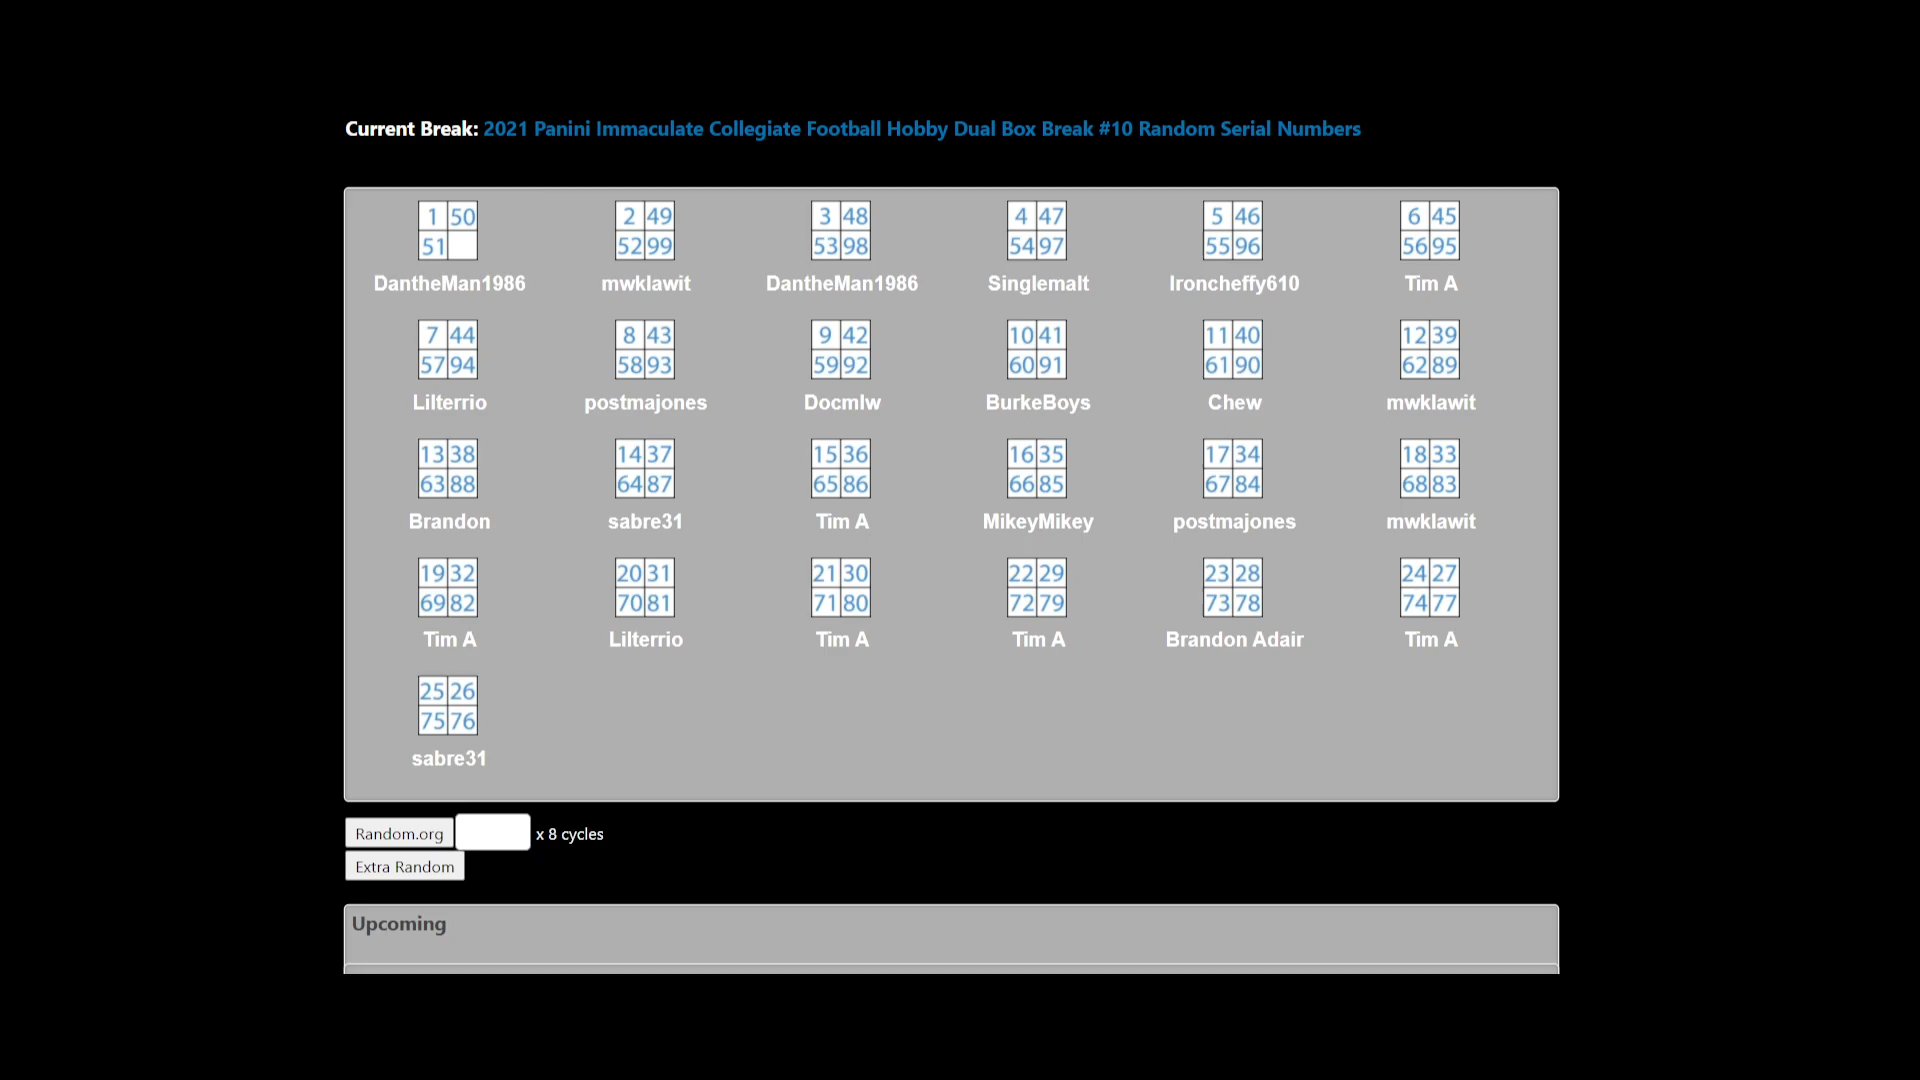 Current Break: 2021 Panini Immaculate Collegiate Football Hobby Dual Box Break #10 Random Serial Numbers
1 50 2 49 3 48 4 47 5 46 6 45
51 52 99 53 98 54 97 55 96 56 95
DantheMan1986 mwklawit DantheMan1986 Singlemalt Ironcheffy610 Tim A
7 44 8 43 9 42 10 41 11 40 12 39
57 94 58 93 59 92 60 91 61 90 62 89
Lilterrio postmajones Docmlw BurkeBoys Chew mwklawit
13 38 14 37 15 36 16 35 17 34 18 33
63 88 64 87 65 86 66 85 67 84 68 83
Brandon sabre31 Tim A MikeyMikey postmajones mwklawit
19 32 20 31 21 30 22 29 23 28 24 27
69 82 70 81 71 80 72 79 73 78 74 77
Tim A Lilterrio Tim A Tim A Brandon Adair Tim A
25 26
75 76
sabre31
Random.org x 8 cycles
Extra Random
Upcoming